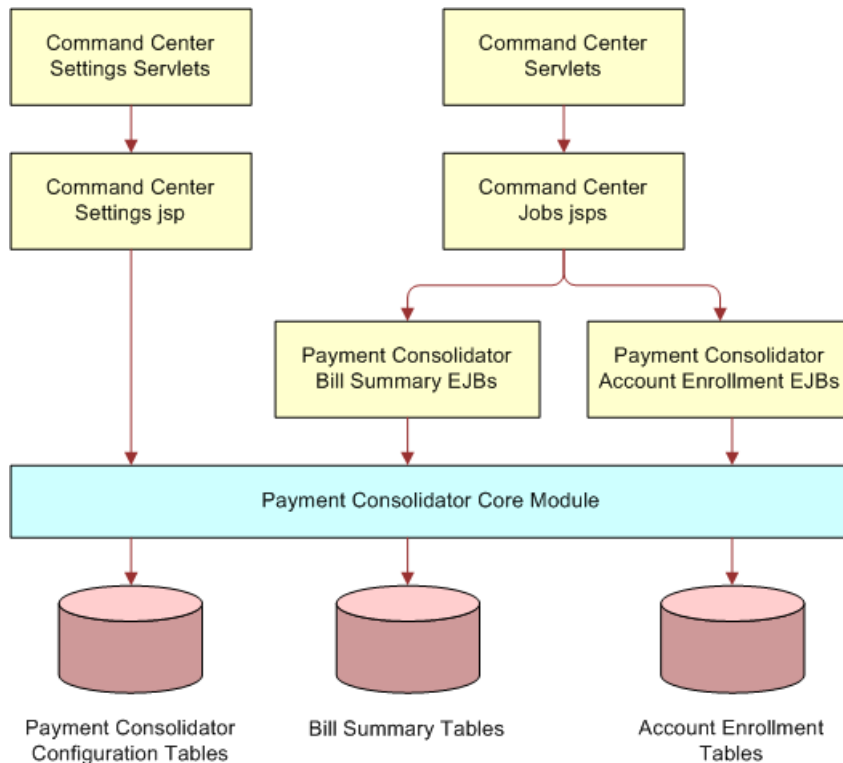 Command Center
Settings Servlets
Command Center
Servlets
Command Center
Settings jsp
Command Center
Jobs jsps
Payment Consolidator
Bill Summary EJBs
Payment Consolidator
Account Enrollment EJBs
Payment Consolidator Core Module
Payment Consolidator
Configuration Tables
Bill Summary Tables
Account Enrollment
Tables